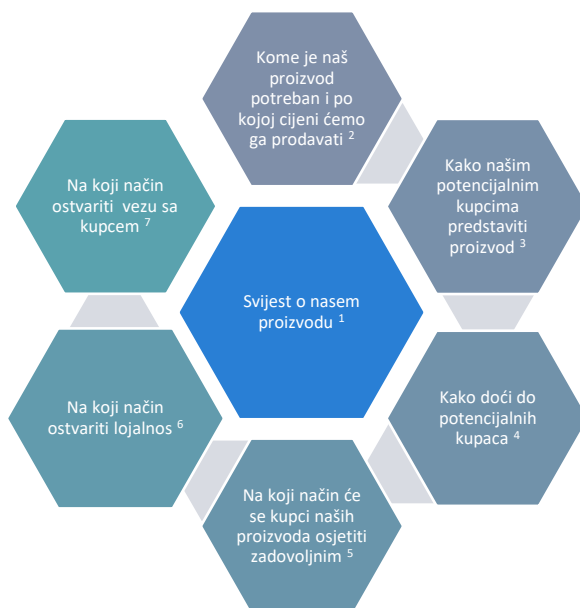 Kome je naš
proizvod
potreban i po
kojoj cijeni ćemo
ga prodavati ²
Kako našim
potencijalnim
kupcima
predstaviti
proizvod ³
Na koji način
ostvariti vezu sa
kupcem ⁷
Svijest o nasem
proizvodu ¹
Kako doći do
potencijalnih
kupaca ⁴
Na koji način
ostvariti lojalnos ⁶
Na koji način će
se kupci naših
proizvoda osjetiti
zadovoljnim ⁵